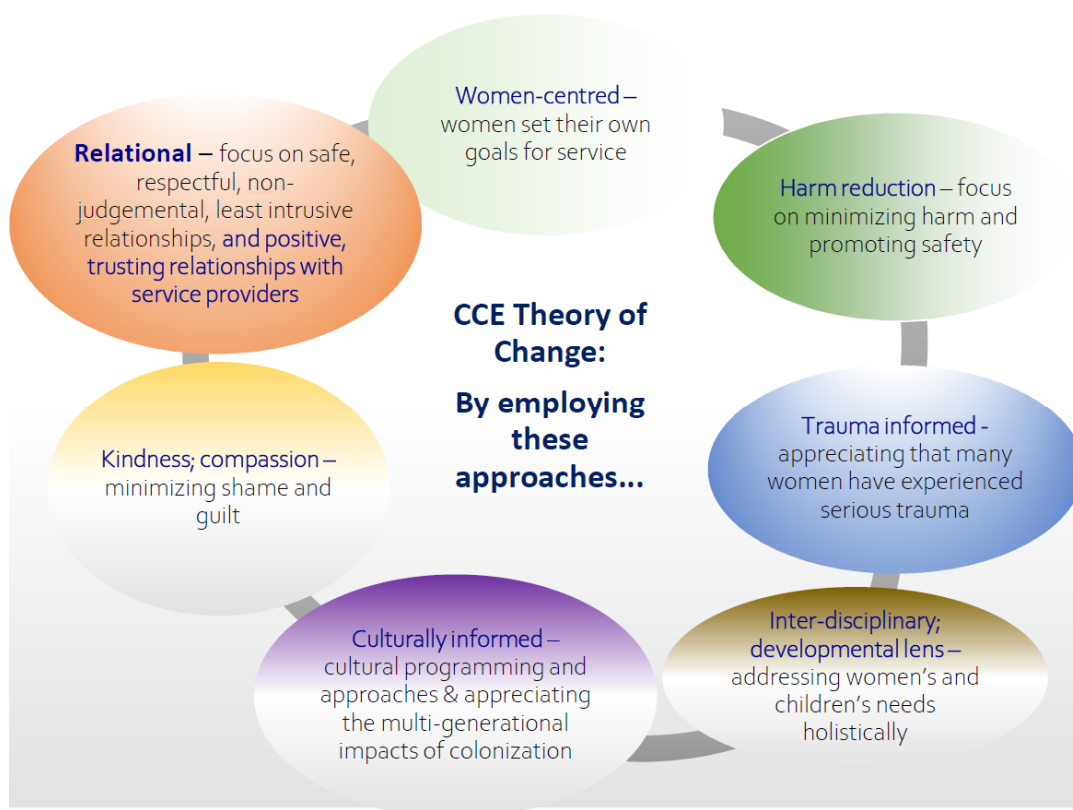 Women-centred –
women set their own
goals for service
Harm reduction – focus
on minimizing harm and
promoting safety
Trauma informed -
appreciating that many
women have experienced
serious trauma
Inter-disciplinary;
developmental lens –
addressing women's and
children's needs
holistically
Culturally informed –
cultural programming and
approaches & appreciating
the multi-generational
impacts of colonization
Kindness; compassion –
minimizing shame and
guilt
Relational – focus on safe,
respectful, non-
judgemental, least intrusive
relationships, and positive,
trusting relationships with
service providers
CCE Theory of
Change:
By employing
these
approaches...